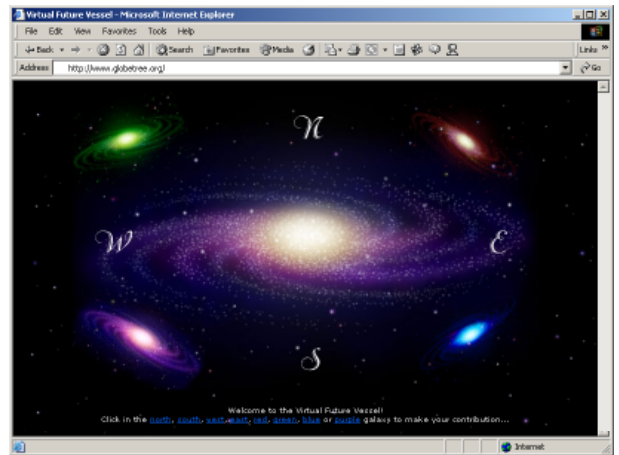 Virtual Future Vessel - Microsoft Internet Explorer
File Edit View Favorites Tools Help
Back Search Favorites Media Links »
Address http://www.globetree.org/ Go
N
W E
S
Welcome to the Virtual Future Vessel!
Click in the north, south, west, east, red, green, blue or purple galaxy to make your contribution...
Internet